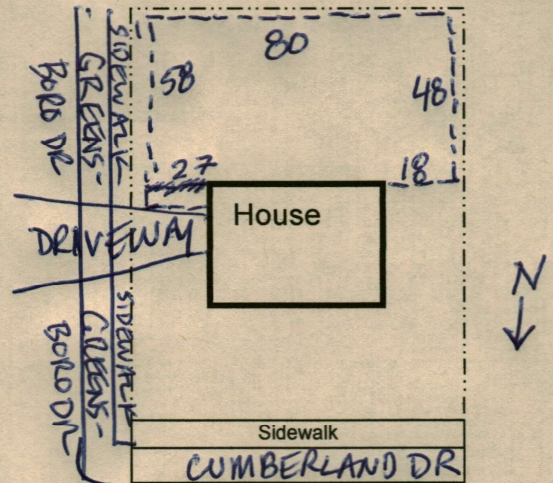 80
58
48
27
18
House
SIDEWALK
GREENS-
BORO DR
DRIVEWAY
N
SIDEWALK
GREENS-
BORO DR
Sidewalk
CUMBERLAND DR